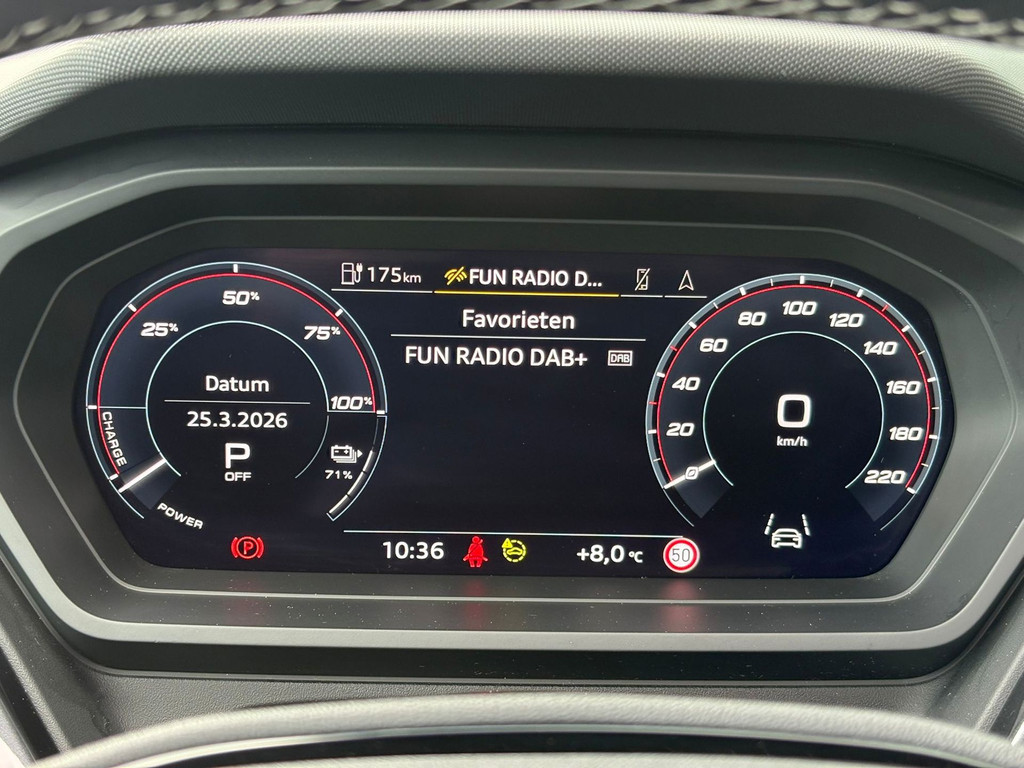 175km FUN RADIO D...
Favorieten
FUN RADIO DAB+ DAB
25% 50% 75% 100%
CHARGE
POWER
Datum
25.3.2026
P
OFF
71%
0 20 40 60 80 100 120 140 160 180 220
0
km/h
P
10:36 +8,0 °C 50